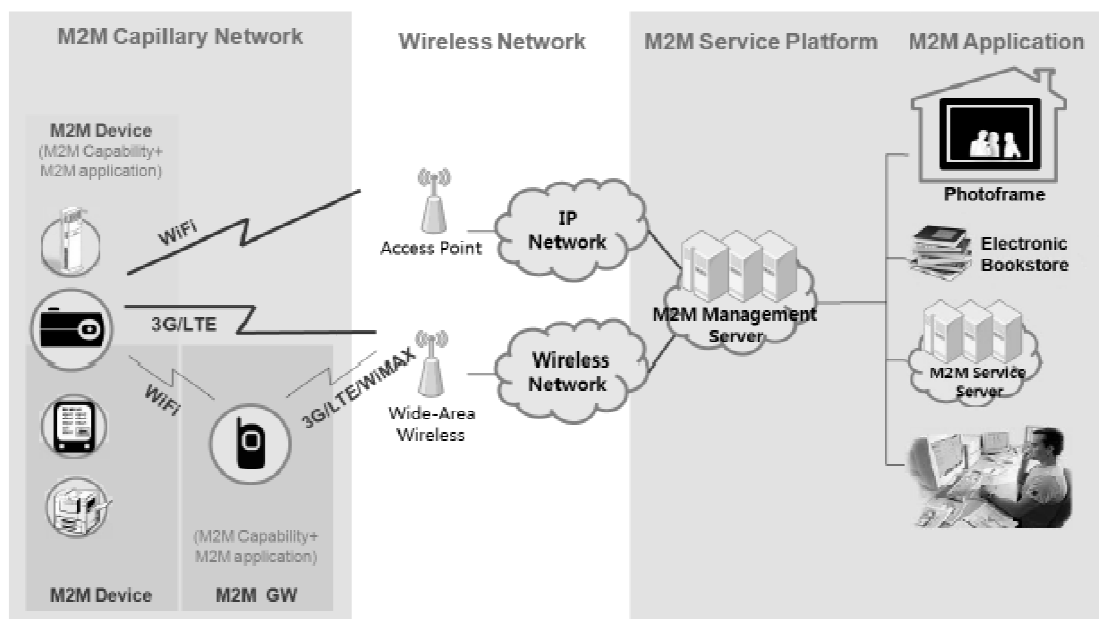 M2M Capillary Network
Wireless Network
M2M Service Platform
M2M Application
M2M Device
(M2M Capability+
M2M application)
WiFi
3G/LTE
WiFi
3G/LTE/WiMAX
(M2M Capability+
M2M application)
M2M Device
M2M GW
Access Point
IP
Network
Wide-Area
Wireless
Wireless
Network
M2M Management
Server
Photoframe
Electronic
Bookstore
M2M Service
Server